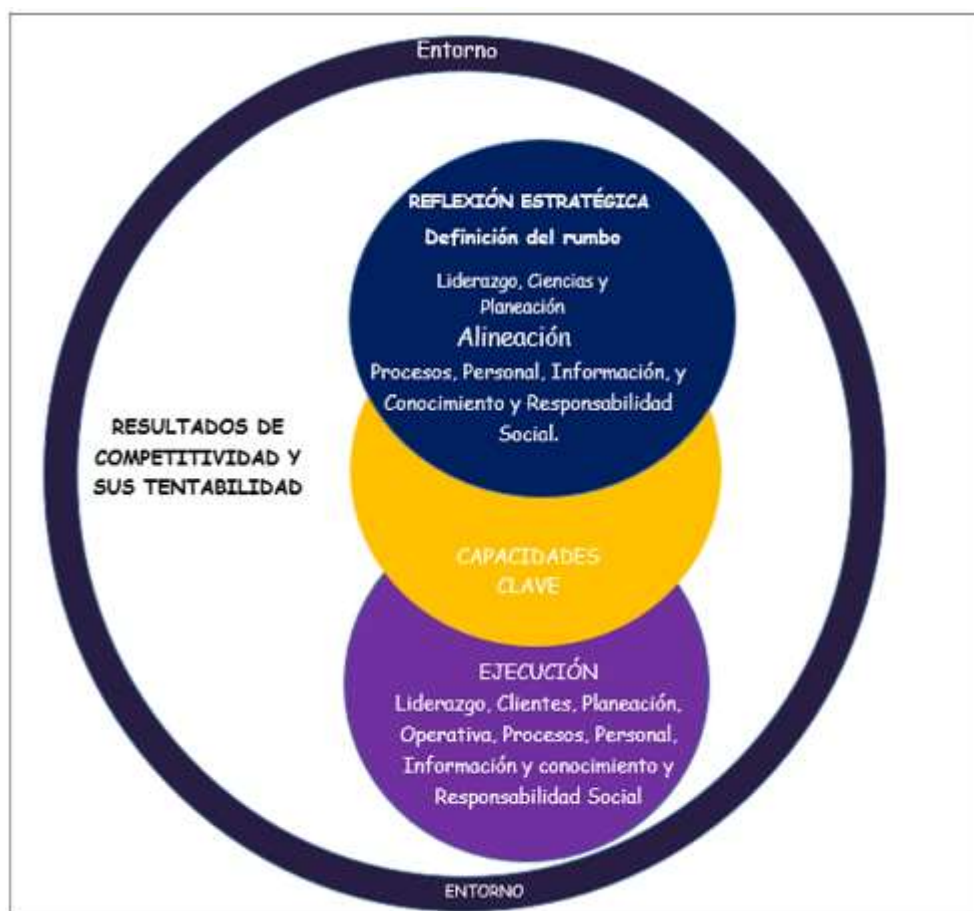 Entorno
REFLEXIÓN ESTRATÉGICA
Definición del rumbo
Liderazgo, Ciencias y
Planeación
Alineación
Procesos, Personal, Información, y
Conocimiento y Responsabilidad
Social.
RESULTADOS DE
COMPETITIVIDAD Y
SUS TENTABILIDAD
CAPACIDADES
CLAVE
EJECUCIÓN
Liderazgo, Clientes, Planeación,
Operativa, Procesos, Personal,
Información y conocimiento y
Responsabilidad Social
ENTORNO